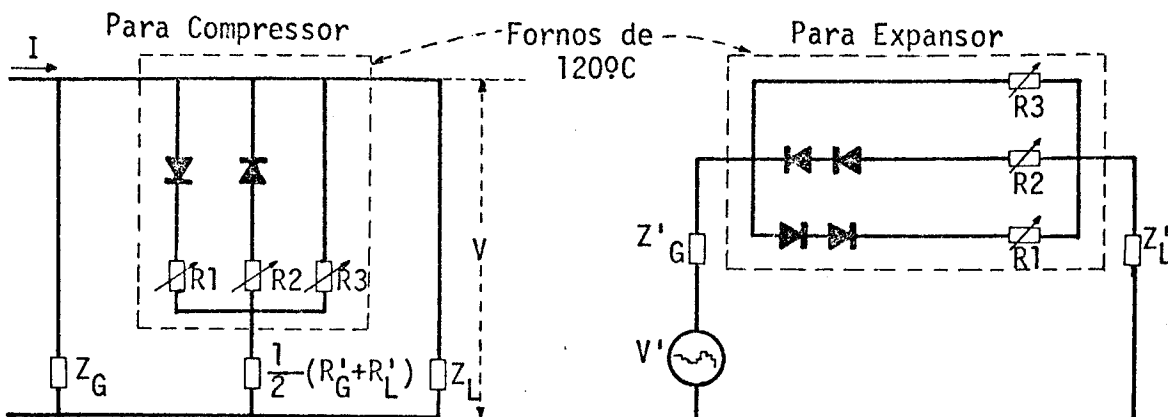 Para Compressor
I
Fornos de
120ºC
Para Expansor
R3
R2
R1
Z'G
Z'L
V'
V
R1
R2
R3
ZG
1/2 (R'G+R'L)
ZL